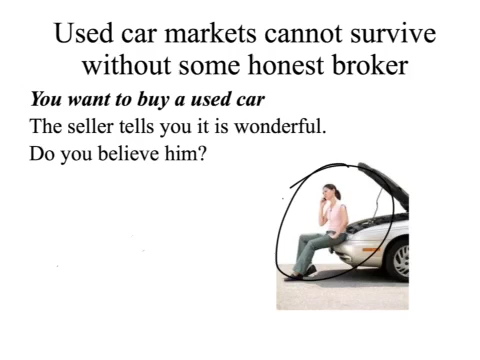 Used car markets cannot survive
without some honest broker
You want to buy a used car
The seller tells you it is wonderful.
Do you believe him?